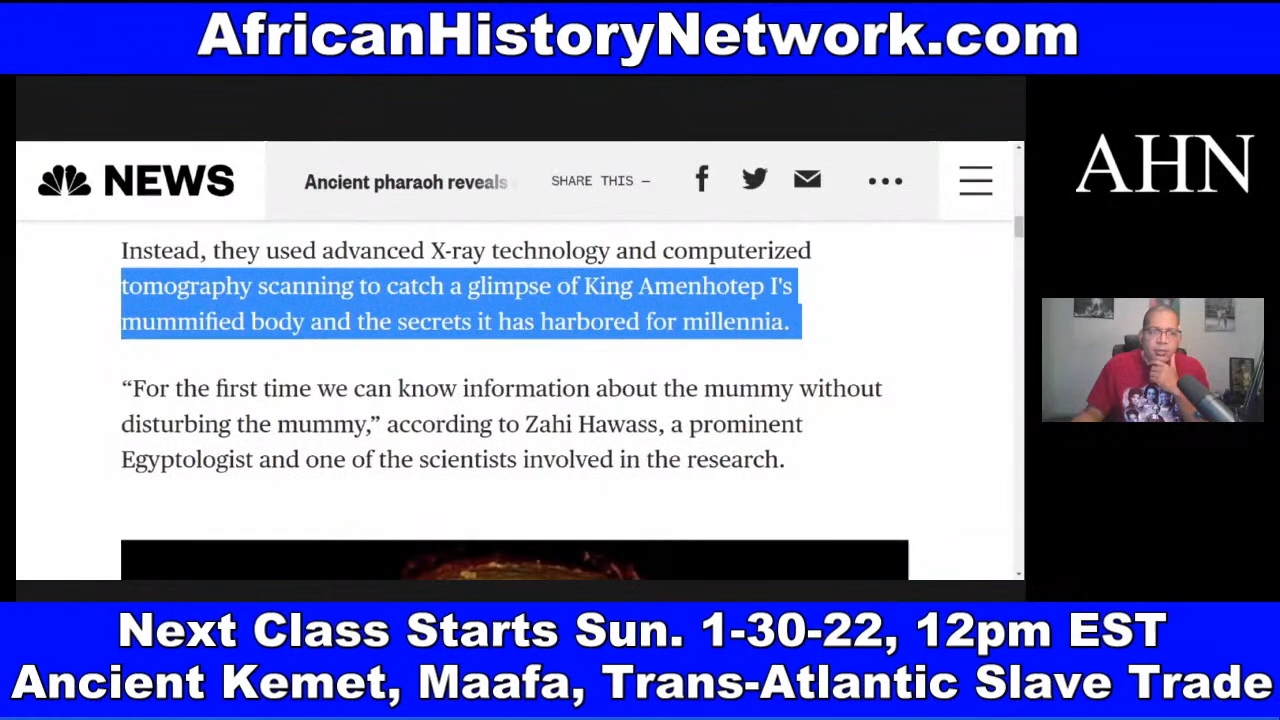 AfricanHistoryNetwork.com
NEWS
Ancient pharaoh reveals
SHARE THIS —
AHN
Instead, they used advanced X-ray technology and computerized
tomography scanning to catch a glimpse of King Amenhotep I's
mummified body and the secrets it has harbored for millennia.
“For the first time we can know information about the mummy without
disturbing the mummy,” according to Zahi Hawass, a prominent
Egyptologist and one of the scientists involved in the research.
Next Class Starts Sun. 1-30-22, 12pm EST
Ancient Kemet, Maafa, Trans-Atlantic Slave Trade